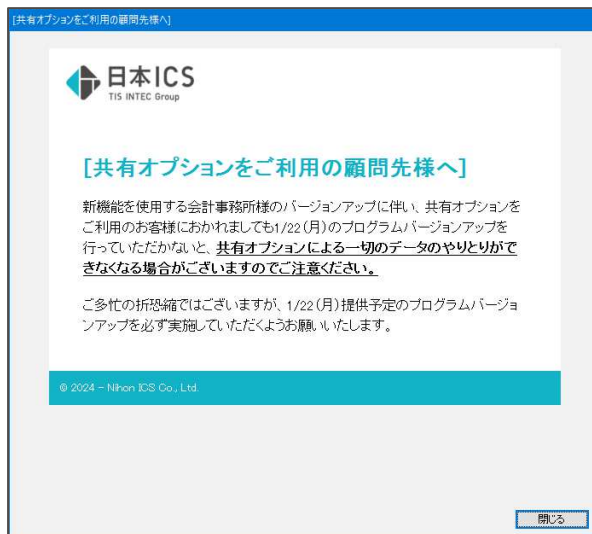 [共有オプションをご利用の顧問先様へ]
日本ICS
TIS INTEC Group
[共有オプションをご利用の顧問先様へ]
新機能を使用する会計事務所様のバージョンアップに伴い、共有オプションを
ご利用のお客様におかれましても1/22(月)のプログラムバージョンアップを
行っていただかないと、共有オプションによる一切のデータのやりとりがで
きなくなる場合がございますのでご注意ください。
ご多忙の折恐縮ではございますが、1/22(月)提供予定のプログラムバージョ
ンアップを必ず実施していただくようお願いいたします。
© 2024 - Nihon ICS Co., Ltd.
閉じる